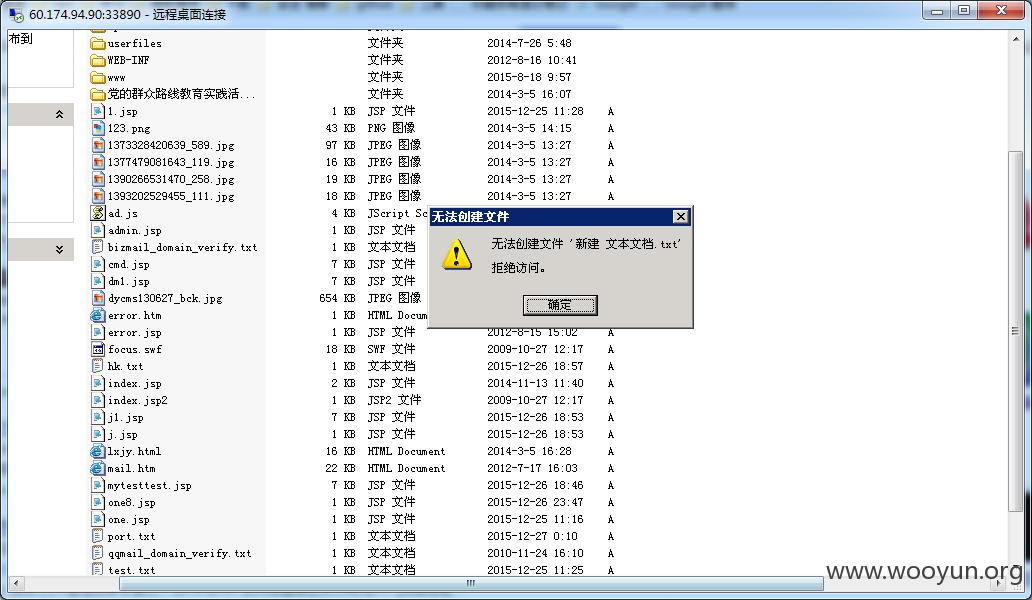 60.174.94.90:33890 - 远程桌面连接
布到
userfiles 文件夹 2014-7-26 5:48
WEB-INF 文件夹 2012-8-16 10:41
www 文件夹 2015-8-18 9:57
党的群众路线教育实践活... 文件夹 2014-3-5 16:07
1.jsp 1 KB JSP 文件 2015-12-25 11:28 A
123.png 43 KB PNG 图像 2014-3-5 14:15 A
1373328420639_589.jpg 97 KB JPEG 图像 2014-3-5 13:27 A
1377479081643_119.jpg 16 KB JPEG 图像 2014-3-5 13:27 A
1390266531470_258.jpg 19 KB JPEG 图像 2014-3-5 13:27 A
1393202529455_111.jpg 18 KB JPEG 图像 2014-3-5 13:27 A
ad.js 4 KB JScript Sc
admin.jsp 1 KB JSP 文件
bizmail_domain_verify.txt 1 KB 文本文档
cmd.jsp 7 KB JSP 文件
dm1.jsp 7 KB JSP 文件
dycms130627_bck.jpg 654 KB JPEG 图像
error.htm 1 KB HTML Docum
error.jsp 1 KB JSP 文件 2012-8-15 15:02 A
focus.swf 18 KB SWF 文件 2009-10-27 12:17 A
hk.txt 1 KB 文本文档 2015-12-26 18:57 A
index.jsp 2 KB JSP 文件 2014-11-13 11:40 A
index.jsp2 1 KB JSP2 文件 2009-10-27 12:17 A
j1.jsp 7 KB JSP 文件 2015-12-26 18:53 A
j.jsp 1 KB JSP 文件 2015-12-26 18:53 A
lxjy.html 16 KB HTML Document 2014-3-5 16:28 A
mail.htm 22 KB HTML Document 2012-7-17 16:03 A
mytesttest.jsp 7 KB JSP 文件 2015-12-26 18:46 A
one8.jsp 1 KB JSP 文件 2015-12-26 23:47 A
one.jsp 1 KB JSP 文件 2015-12-25 11:16 A
port.txt 1 KB 文本文档 2015-12-27 0:10 A
qqmail_domain_verify.txt 1 KB 文本文档 2010-11-24 16:10 A
test.txt 1 KB 文本文档 2015-12-25 11:25 A
无法创建文件
无法创建文件 '新建 文本文档.txt'
拒绝访问。
确定
www.wooyun.org